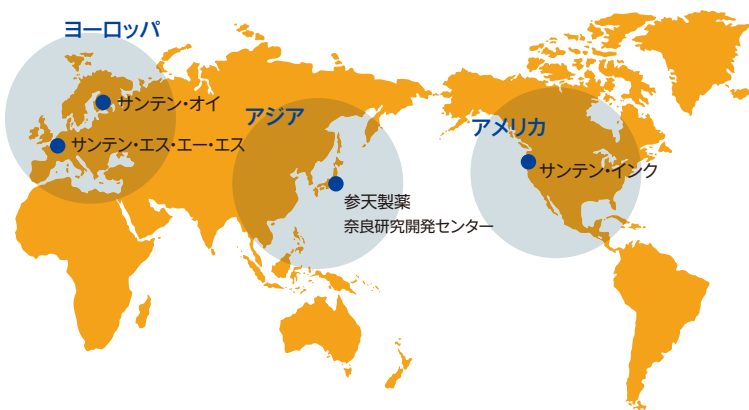 ヨーロッパ
サンテン・オイ
サンテン・エス・エー・エス
アジア
参天製薬
奈良研究開発センター
アメリカ
サンテン・インク